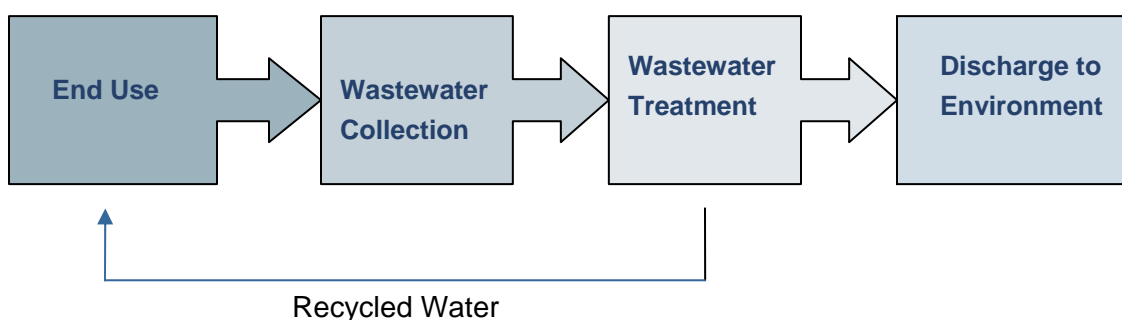 End Use
Wastewater
Collection
Wastewater
Treatment
Discharge to
Environment
Recycled Water